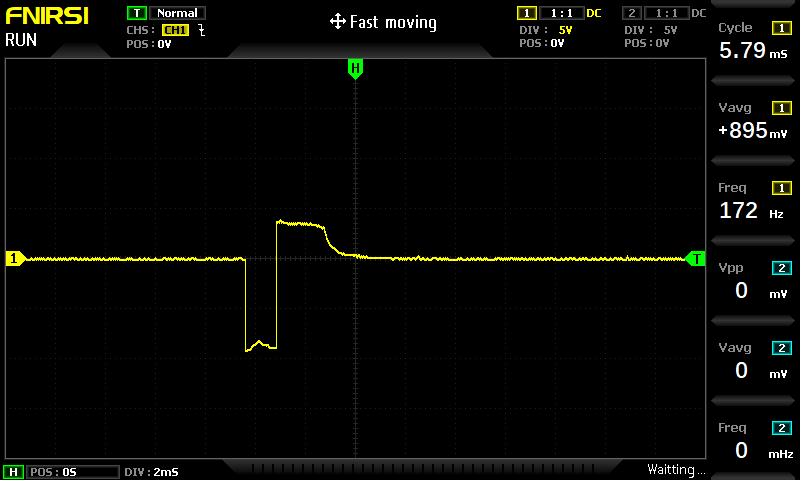 FNIRSI
RUN
T Normal
CHS: CH1
POS: 0V
Fast moving
1 1:1 DC
DIV: 5V
POS: 0V
2 1:1 DC
DIV: 5V
POS: 0V
H
1
T
Cycle 1
5.79 mS
Vavg 1
+895 mV
Freq 1
172 Hz
Vpp 2
0 mV
Vavg 2
0 mV
Freq 2
0 mHz
H POS: 0S DIV: 2mS
Waitting...